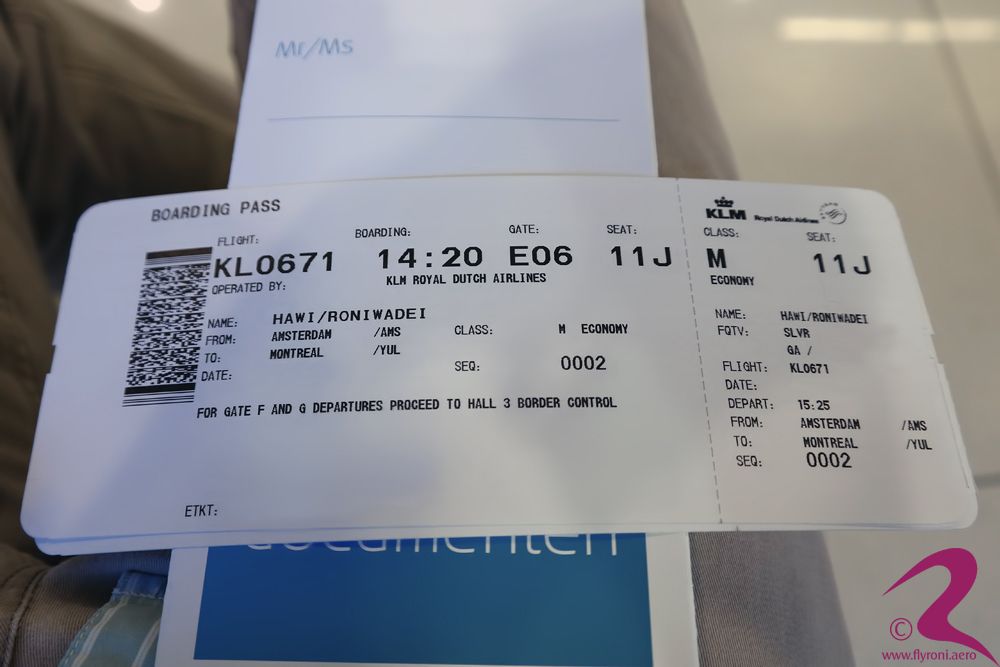 Mr/Ms
BOARDING PASS
FLIGHT: BOARDING: GATE: SEAT:
KL0671 14:20 E06 11J
OPERATED BY: KLM ROYAL DUTCH AIRLINES
NAME: HAWI/RONIWADEI
FROM: AMSTERDAM /AMS CLASS: M ECONOMY
TO: MONTREAL /YUL
DATE: SEQ: 0002
FOR GATE F AND G DEPARTURES PROCEED TO HALL 3 BORDER CONTROL
ETKT:
KLM Royal Dutch Airlines
CLASS: SEAT:
M 11J
ECONOMY
NAME: HAWI/RONIWADEI
FQTV: SLVR
GA /
FLIGHT: KL0671
DATE:
DEPART: 15:25
FROM: AMSTERDAM /AMS
TO: MONTREAL /YUL
SEQ: 0002
documenten
© www.flyroni.aero